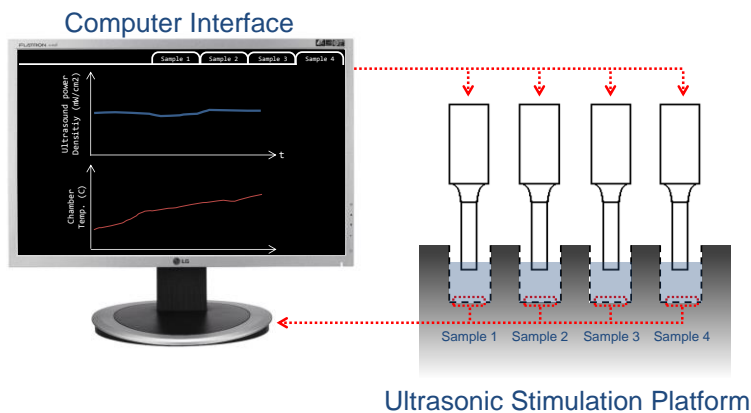 Computer Interface
FLATRON
Sample 1 Sample 2 Sample 3 Sample 4
Ultrasound power
Densitiy (mW/cm2)
t
Chamber
Temp. (C)
LG
Sample 1 Sample 2 Sample 3 Sample 4
Ultrasonic Stimulation Platform